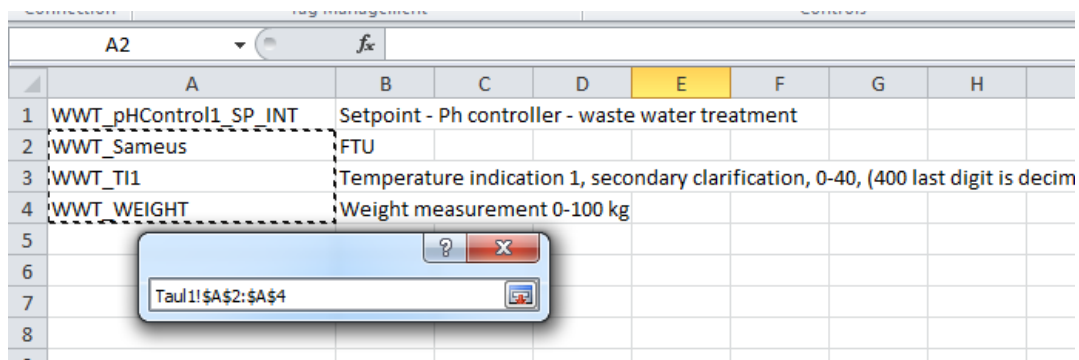 A2 fx
A B C D E F G H
1 WWT_pHControl1_SP_INT Setpoint - Ph controller - waste water treatment
2 WWT_Sameus FTU
3 WWT_TI1 Temperature indication 1, secondary clarification, 0-40, (400 last digit is decim
4 WWT_WEIGHT Weight measurement 0-100 kg
5
6
7 Taul1!$A$2:$A$4
8